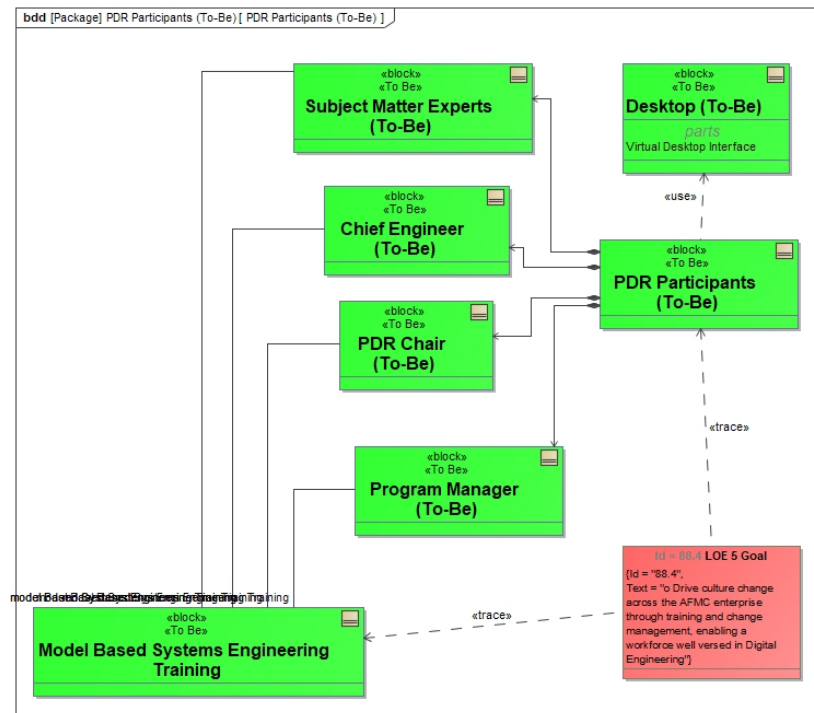 bdd [Package] PDR Participants (To-Be) [ PDR Participants (To-Be) ]
«block»
«To Be»
Subject Matter Experts
(To-Be)
«block»
«To Be»
Desktop (To-Be)
parts
Virtual Desktop Interface
«use»
«block»
«To Be»
Chief Engineer
(To-Be)
«block»
«To Be»
PDR Participants
(To-Be)
«block»
«To Be»
PDR Chair
(To-Be)
«trace»
«block»
«To Be»
Program Manager
(To-Be)
Id = 88.4 LOE 5 Goal
{Id = "88.4",
Text = "o Drive culture change
across the AFMC enterprise
through training and change
management, enabling a
workforce well versed in Digital
Engineering"}
«trace»
«block»
«To Be»
Model Based Systems Engineering
Training